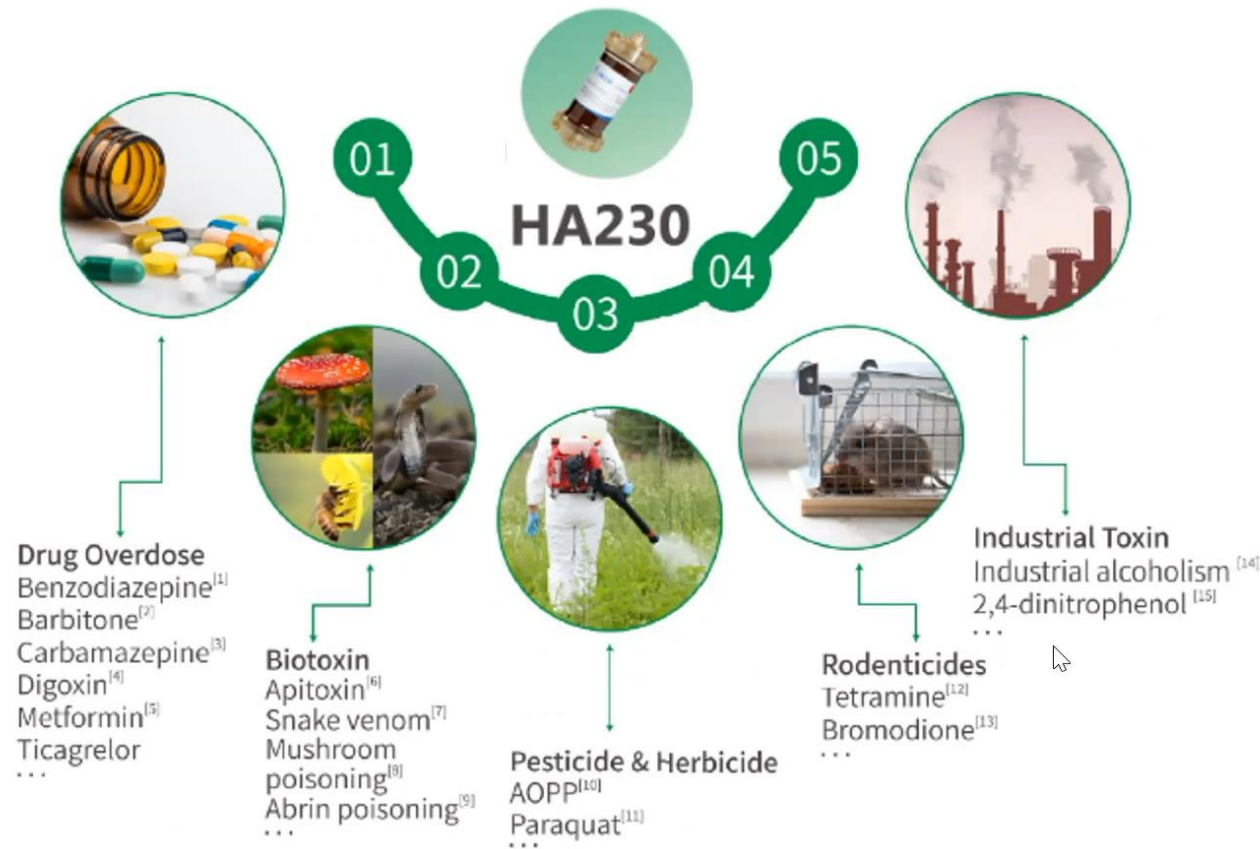 01
05
HA230
02
04
03
Drug Overdose
Benzodiazepine[1]
Barbitone[2]
Carbamazepine[3]
Digoxin[4]
Metformin[5]
Ticagrelor
...
Biotoxin
Apitoxin[6]
Snake venom[7]
Mushroom
poisoning[8]
Abrin poisoning[9]
...
Pesticide & Herbicide
AOPP[10]
Paraquat[11]
...
Rodenticides
Tetramine[12]
Bromodione[13]
...
Industrial Toxin
Industrial alcoholism [14]
2,4-dinitrophenol [15]
...